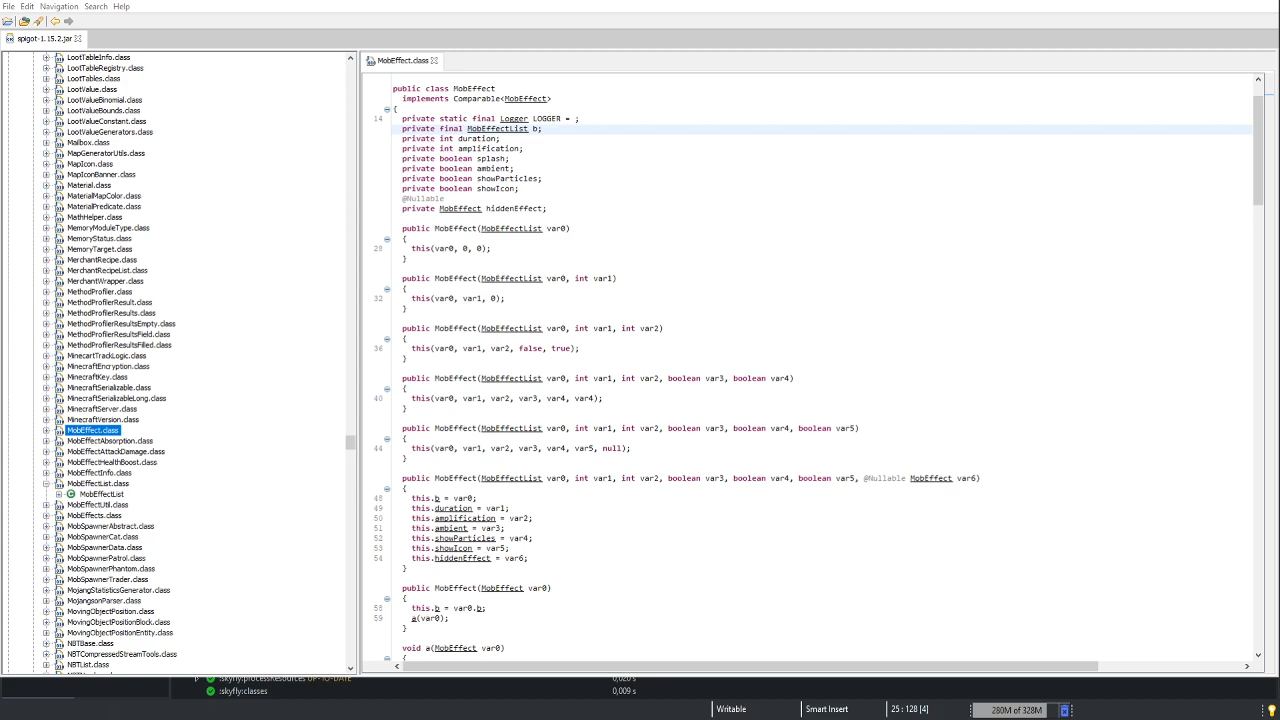 File Edit Navigation Search Help
spigot-1.15.2.jar
MobEffect.class
LootTableInfo.class
LootTableRegistry.class
LootTables.class
LootValue.class
LootValueBinomial.class
LootValueBounds.class
LootValueConstant.class
LootValueGenerators.class
Mailbox.class
MapGeneratorUtils.class
MapIcon.class
MapIconBanner.class
Material.class
MaterialMapColor.class
MaterialPredicate.class
MathHelper.class
MemoryModuleType.class
MemoryStatus.class
MemoryTarget.class
MerchantRecipe.class
MerchantRecipeList.class
MerchantWrapper.class
MethodProfiler.class
MethodProfilerResult.class
MethodProfilerResults.class
MethodProfilerResultsEmpty.class
MethodProfilerResultsField.class
MethodProfilerResultsFilled.class
MinecartTrackLogic.class
MinecraftEncryption.class
MinecraftKey.class
MinecraftSerializable.class
MinecraftSerializableLong.class
MinecraftServer.class
MinecraftVersion.class
MobEffect.class
MobEffectAbsorption.class
MobEffectAttackDamage.class
MobEffectHealthBoost.class
MobEffectInfo.class
MobEffectList.class
MobEffectList
MobEffectUtil.class
MobEffects.class
MobSpawnerAbstract.class
MobSpawnerCat.class
MobSpawnerData.class
MobSpawnerPatrol.class
MobSpawnerPhantom.class
MobSpawnerTrader.class
MojangStatisticsGenerator.class
MojangsonParser.class
MovingObjectPosition.class
MovingObjectPositionBlock.class
MovingObjectPositionEntity.class
NBTBase.class
NBTCompressedStreamTools.class
NBTList.class
public class MobEffect
implements Comparable<MobEffect>
{
14 private static final Logger LOGGER = ;
private final MobEffectList b;
private int duration;
private int amplification;
private boolean splash;
private boolean ambient;
private boolean showParticles;
private boolean showIcon;
@Nullable
private MobEffect hiddenEffect;
public MobEffect(MobEffectList var0)
{
28 this(var0, 0, 0);
}
public MobEffect(MobEffectList var0, int var1)
{
32 this(var0, var1, 0);
}
public MobEffect(MobEffectList var0, int var1, int var2)
{
36 this(var0, var1, var2, false, true);
}
public MobEffect(MobEffectList var0, int var1, int var2, boolean var3, boolean var4)
{
40 this(var0, var1, var2, var3, var4, var4);
}
public MobEffect(MobEffectList var0, int var1, int var2, boolean var3, boolean var4, boolean var5)
{
44 this(var0, var1, var2, var3, var4, var5, null);
}
public MobEffect(MobEffectList var0, int var1, int var2, boolean var3, boolean var4, boolean var5, @Nullable MobEffect var6)
{
48 this.b = var0;
49 this.duration = var1;
50 this.amplification = var2;
51 this.ambient = var3;
52 this.showParticles = var4;
53 this.showIcon = var5;
54 this.hiddenEffect = var6;
}
public MobEffect(MobEffect var0)
{
58 this.b = var0.b;
59 a(var0);
}
void a(MobEffect var0)
{
:skyfly:processResources UP-TO-DATE 0,020 s
:skyfly:classes 0,009 s
Writable Smart Insert 25 : 128 [4] 280M of 328M